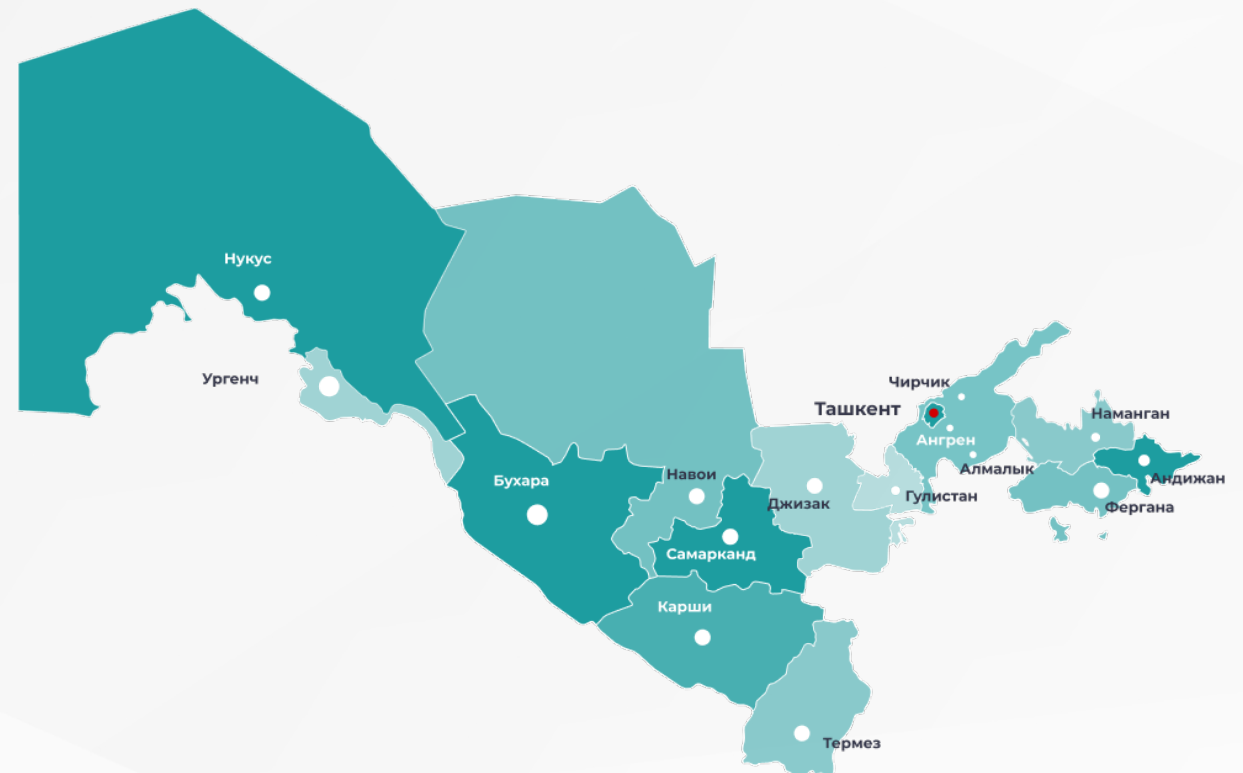 Нукус
Ургенч
Чирчик
Ташкент
Наманган
Ангрен
Алмалык
Андижан
Навои
Бухара
Гулистан
Джизак
Фергана
Самарканд
Карши
Термез